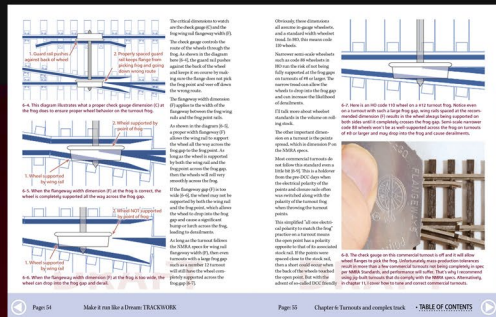 1. Guard rail pushes
against back of wheel
2. Properly spaced guard
rail keeps flange from
picking frog and going
down wrong route
6-4. This diagram illustrates what a proper check gauge dimension (C) at
the frog does to ensure proper wheel behavior on the turnout frog.
2. Wheel supported by
point of frog
1. Wheel supported
by wing rail
6-5. When the flangeway width dimension (F) at the frog is correct, the
wheel is completely supported all the way across the frog gap.
2. Wheel NOT supported
by point of frog
1. Wheel supported
by wing rail
6-6. When the flangeway width dimension (F) at the frog is too wide, the
wheel can drop into the frog gap and derail.
The critical dimensions to watch
are the check gauge (C) and the
frog wing rail flangeway width (F).
The check gauge controls the
route of the wheels through the
frog. As shown in the diagram
here (6-4), the guard rail pushes
against the back of the wheel
and keeps it on course by mak-
ing sure the flange does not pick
the frog point and veer off down
the wrong route.
The flangeway width dimension
(F) applies to the width of the
flangeway between the frog wing
rails and the frog point rails.
As shown in the diagram (6-5),
a proper width flangeway (F)
allows the wing rail to support
the wheel all the way across the
frog gap to the frog point. As
long as the wheel is supported
by both the wing rail and the
frog point across the frog gap,
then the wheels will roll very
smoothly across the frog.
If the flangeway gap (F) is too
wide (6-6), the wheel may not be
supported by both the wing rail
and the frog point, which allows
the wheel to drop into the frog
gap and cause a significant
bump or lurch across the frog,
leading to derailments.
As long as the turnout follows
the NMRA specs for wing rail
flangeway width (F), then even
turnouts with a large frog gap
such as a number 12 turnout
will still have the wheel com-
pletely supported across the
frog gap (6-7).
Page: 54
Make it run like a Dream: TRACKWORK
Obviously, these dimensions
all assume in-gauge wheelsets,
and a standard width wheelset
tread. In HO, this means code
110 wheels.
Narrower semi-scale wheelsets
such as code 88 wheelsets in
HO run the risk of not being
fully supported at the frog gaps
on turnouts of #8 or larger. The
narrow tread can allow the
wheels to drop into the frog gap
and can increase the likelihood
of derailments.
I'll talk more about wheelset
standards in the volume on roll-
ing stock.
The other important dimen-
sion on a turnout is the points
spread, which is dimension P on
the NMRA specs.
Most commercial turnouts do
not follow this standard even a
little bit (6-8). This is a holdover
from the pre-DCC days when
the electrical polarity of the
points and closure rails often
was switched along with the
polarity of the turnout frog
when throwing the turnout
points.
This simplified "all one electri-
cal polarity to match the frog"
practice on a turnout means
the open point has a polarity
opposite to that of its associated
stock rail. If the points were
spaced close to the stock rail,
then a short could occur when
the back of the wheels touched
the open point. But with the
advent of so-called DCC friendly
6-7. Here is an HO code 110 wheel on a #12 turnout frog. Notice even
on a turnout with such a large frog gap, wing rails spaced at the recom-
mended dimension (F) results in the wheel always being supported on
both sides until it completely crosses the frog gap. Semi-scale narrower
code 88 wheels won't be as well-supported across the frog on turnouts
of #8 or larger and may drop into the frog and cause derailments.
6-8. The check gauge on this commercial turnout is off and it will allow
wheel flanges to pick the frog. Unfortunately, mass production tolerances
result in more than a few commercial turnouts not being completely in spec
per NMRA Standards, and performance will suffer. That's why I recommend
using jig-built turnouts that do comply with the NMRA specs. Alternatively,
in chapter 11, I cover how to tune and correct commercial turnouts.
Page: 55
Chapter 6: Turnouts and complex track
• TABLE OF CONTENTS